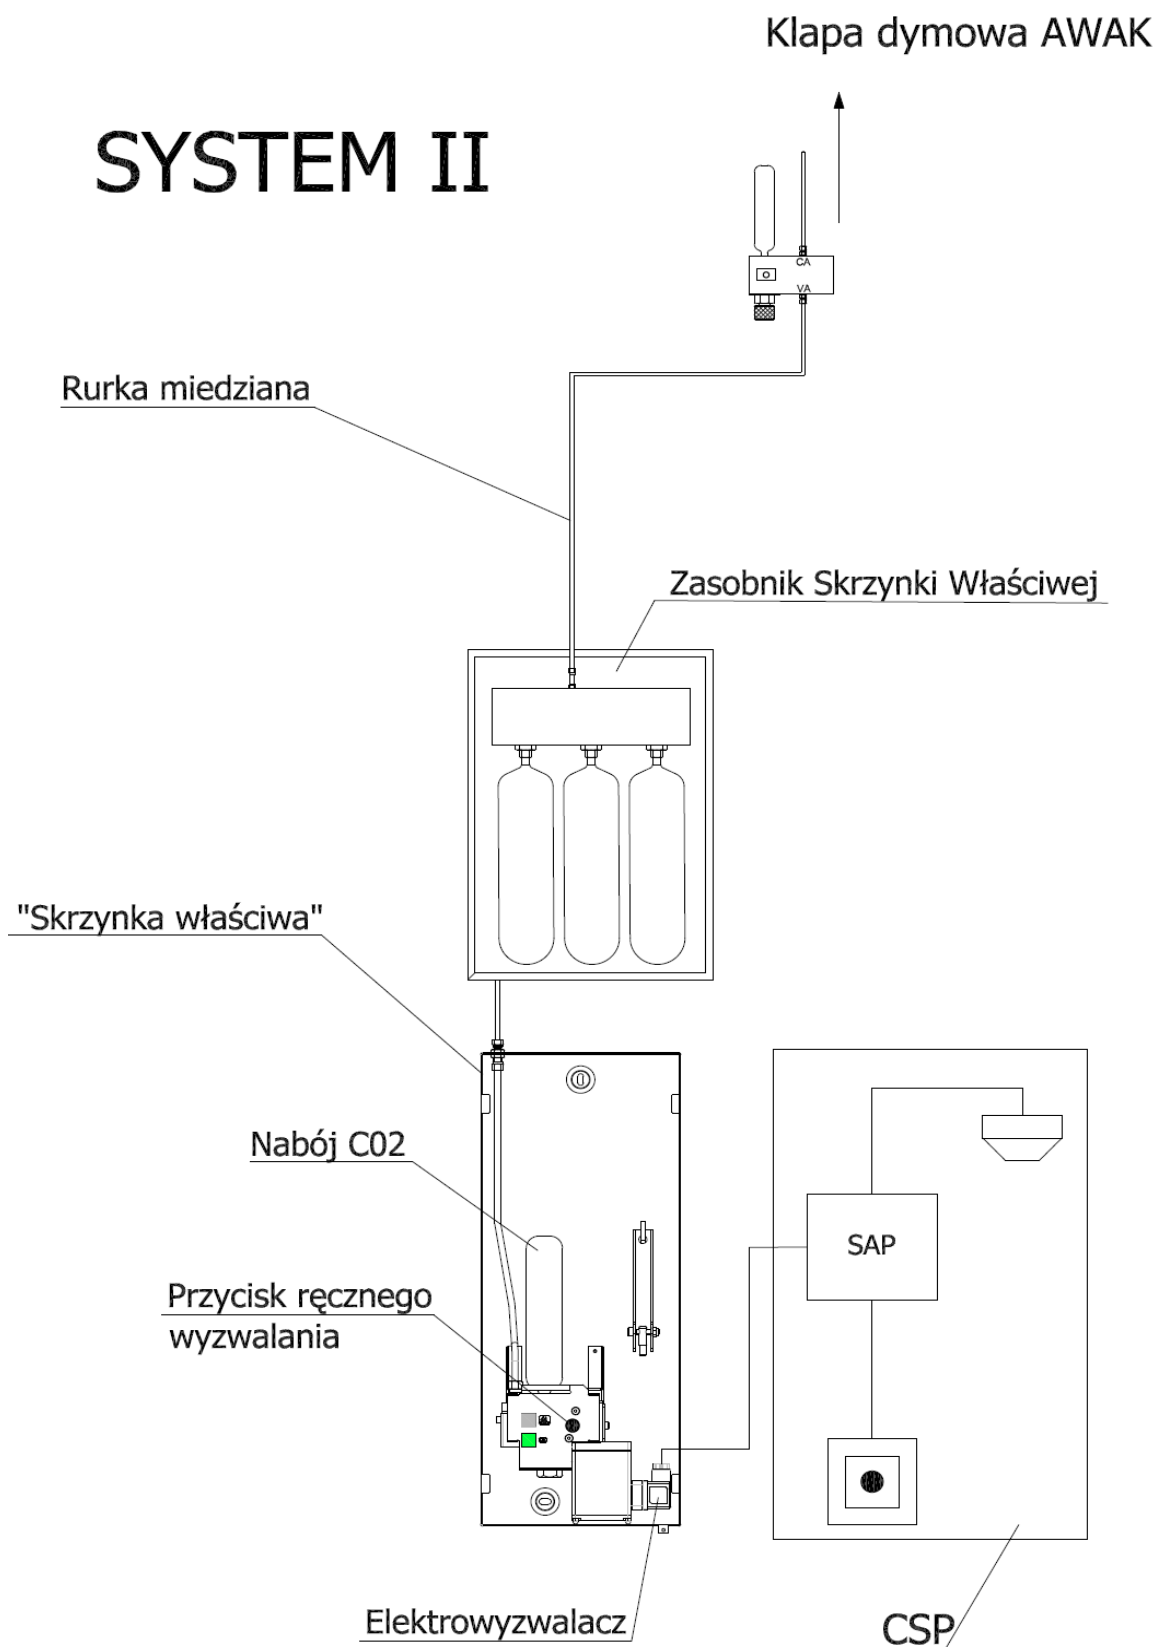 Klapa dymowa AWAK
SYSTEM II
CA
VA
Rurka miedziana
Zasobnik Skrzynki Właściwej
"Skrzynka właściwa"
Nabój C02
SAP
Przycisk ręcznego
wyzwalania
Elektrowyzwalacz
CSP